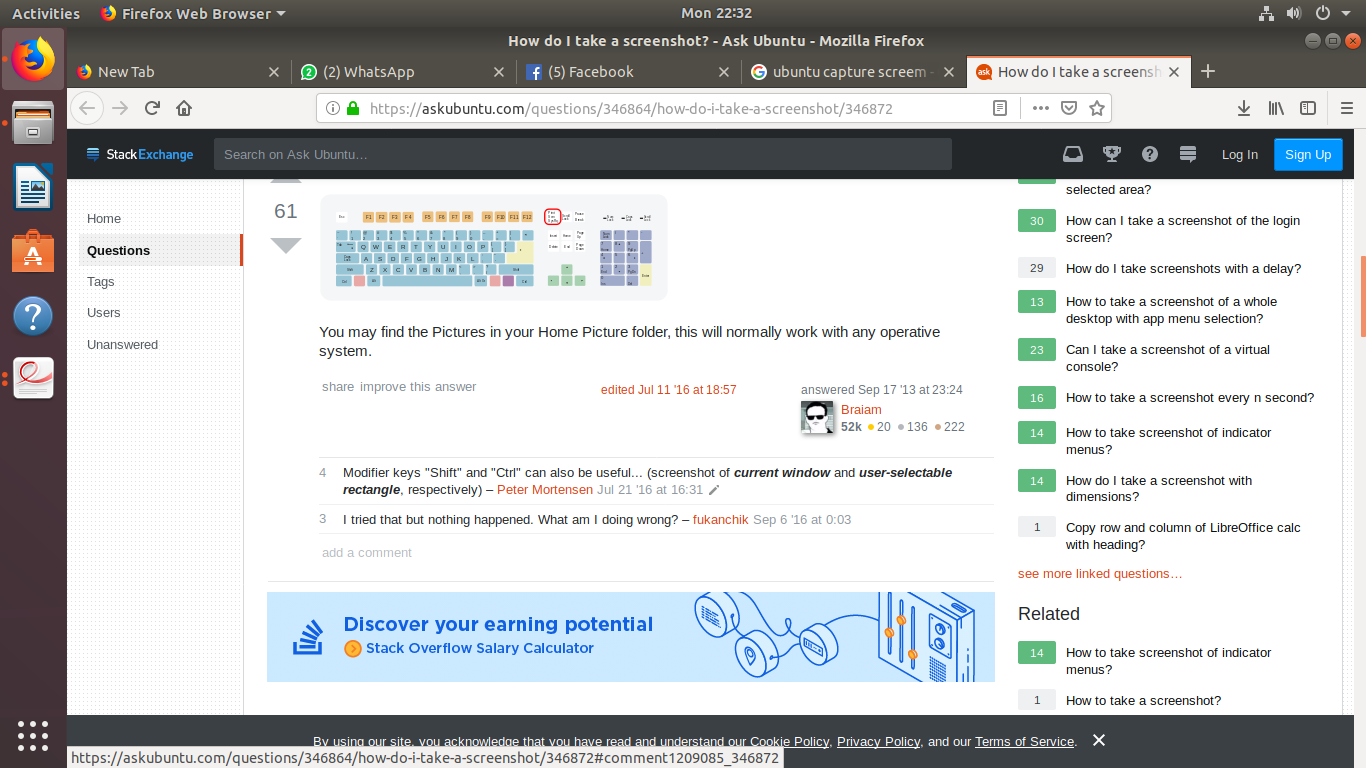 Activities
Firefox Web Browser
Mon 22:32
How do I take a screenshot? - Ask Ubuntu - Mozilla Firefox
New Tab
(2) WhatsApp
(5) Facebook
ubuntu capture screem -
How do I take a screensh
https://askubuntu.com/questions/346864/how-do-i-take-a-screenshot/346872
StackExchange
Search on Ask Ubuntu…
Log In
Sign Up
Home
Questions
Tags
Users
Unanswered
61
Esc F1 F2 F3 F4 F5 F6 F7 F8 F9 F10 F11 F12
Q W E R T Y U I O P
A S D F G H J K L
Z X C V B N M
You may find the Pictures in your Home Picture folder, this will normally work with any operative
system.
share improve this answer
edited Jul 11 '16 at 18:57
answered Sep 17 '13 at 23:24
Braiam
52k 20 136 222
4 Modifier keys "Shift" and "Ctrl" can also be useful... (screenshot of current window and user-selectable
rectangle, respectively) – Peter Mortensen Jul 21 '16 at 16:31
3 I tried that but nothing happened. What am I doing wrong? – fukanchik Sep 6 '16 at 0:03
add a comment
Discover your earning potential
Stack Overflow Salary Calculator
selected area?
30 How can I take a screenshot of the login
screen?
29 How do I take screenshots with a delay?
13 How to take a screenshot of a whole
desktop with app menu selection?
23 Can I take a screenshot of a virtual
console?
16 How to take a screenshot every n second?
14 How to take screenshot of indicator
menus?
14 How do I take a screenshot with
dimensions?
1 Copy row and column of LibreOffice calc
with heading?
see more linked questions…
Related
14 How to take screenshot of indicator
menus?
1 How to take a screenshot?
By using our site, you acknowledge that you have read and understand our Cookie Policy, Privacy Policy, and our Terms of Service.
https://askubuntu.com/questions/346864/how-do-i-take-a-screenshot/346872#comment1209085_346872